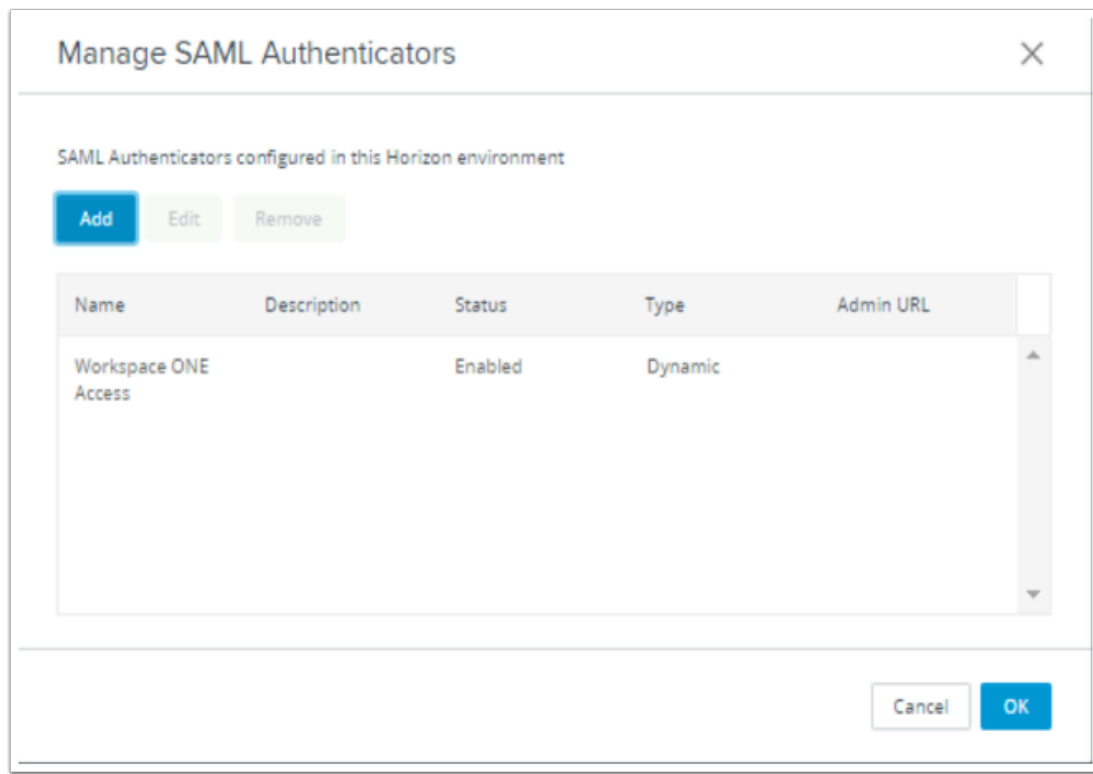 Manage SAML Authenticators
SAML Authenticators configured in this Horizon environment
Add Edit Remove
Name Description Status Type Admin URL
Workspace ONE Enabled Dynamic
Access
Cancel OK